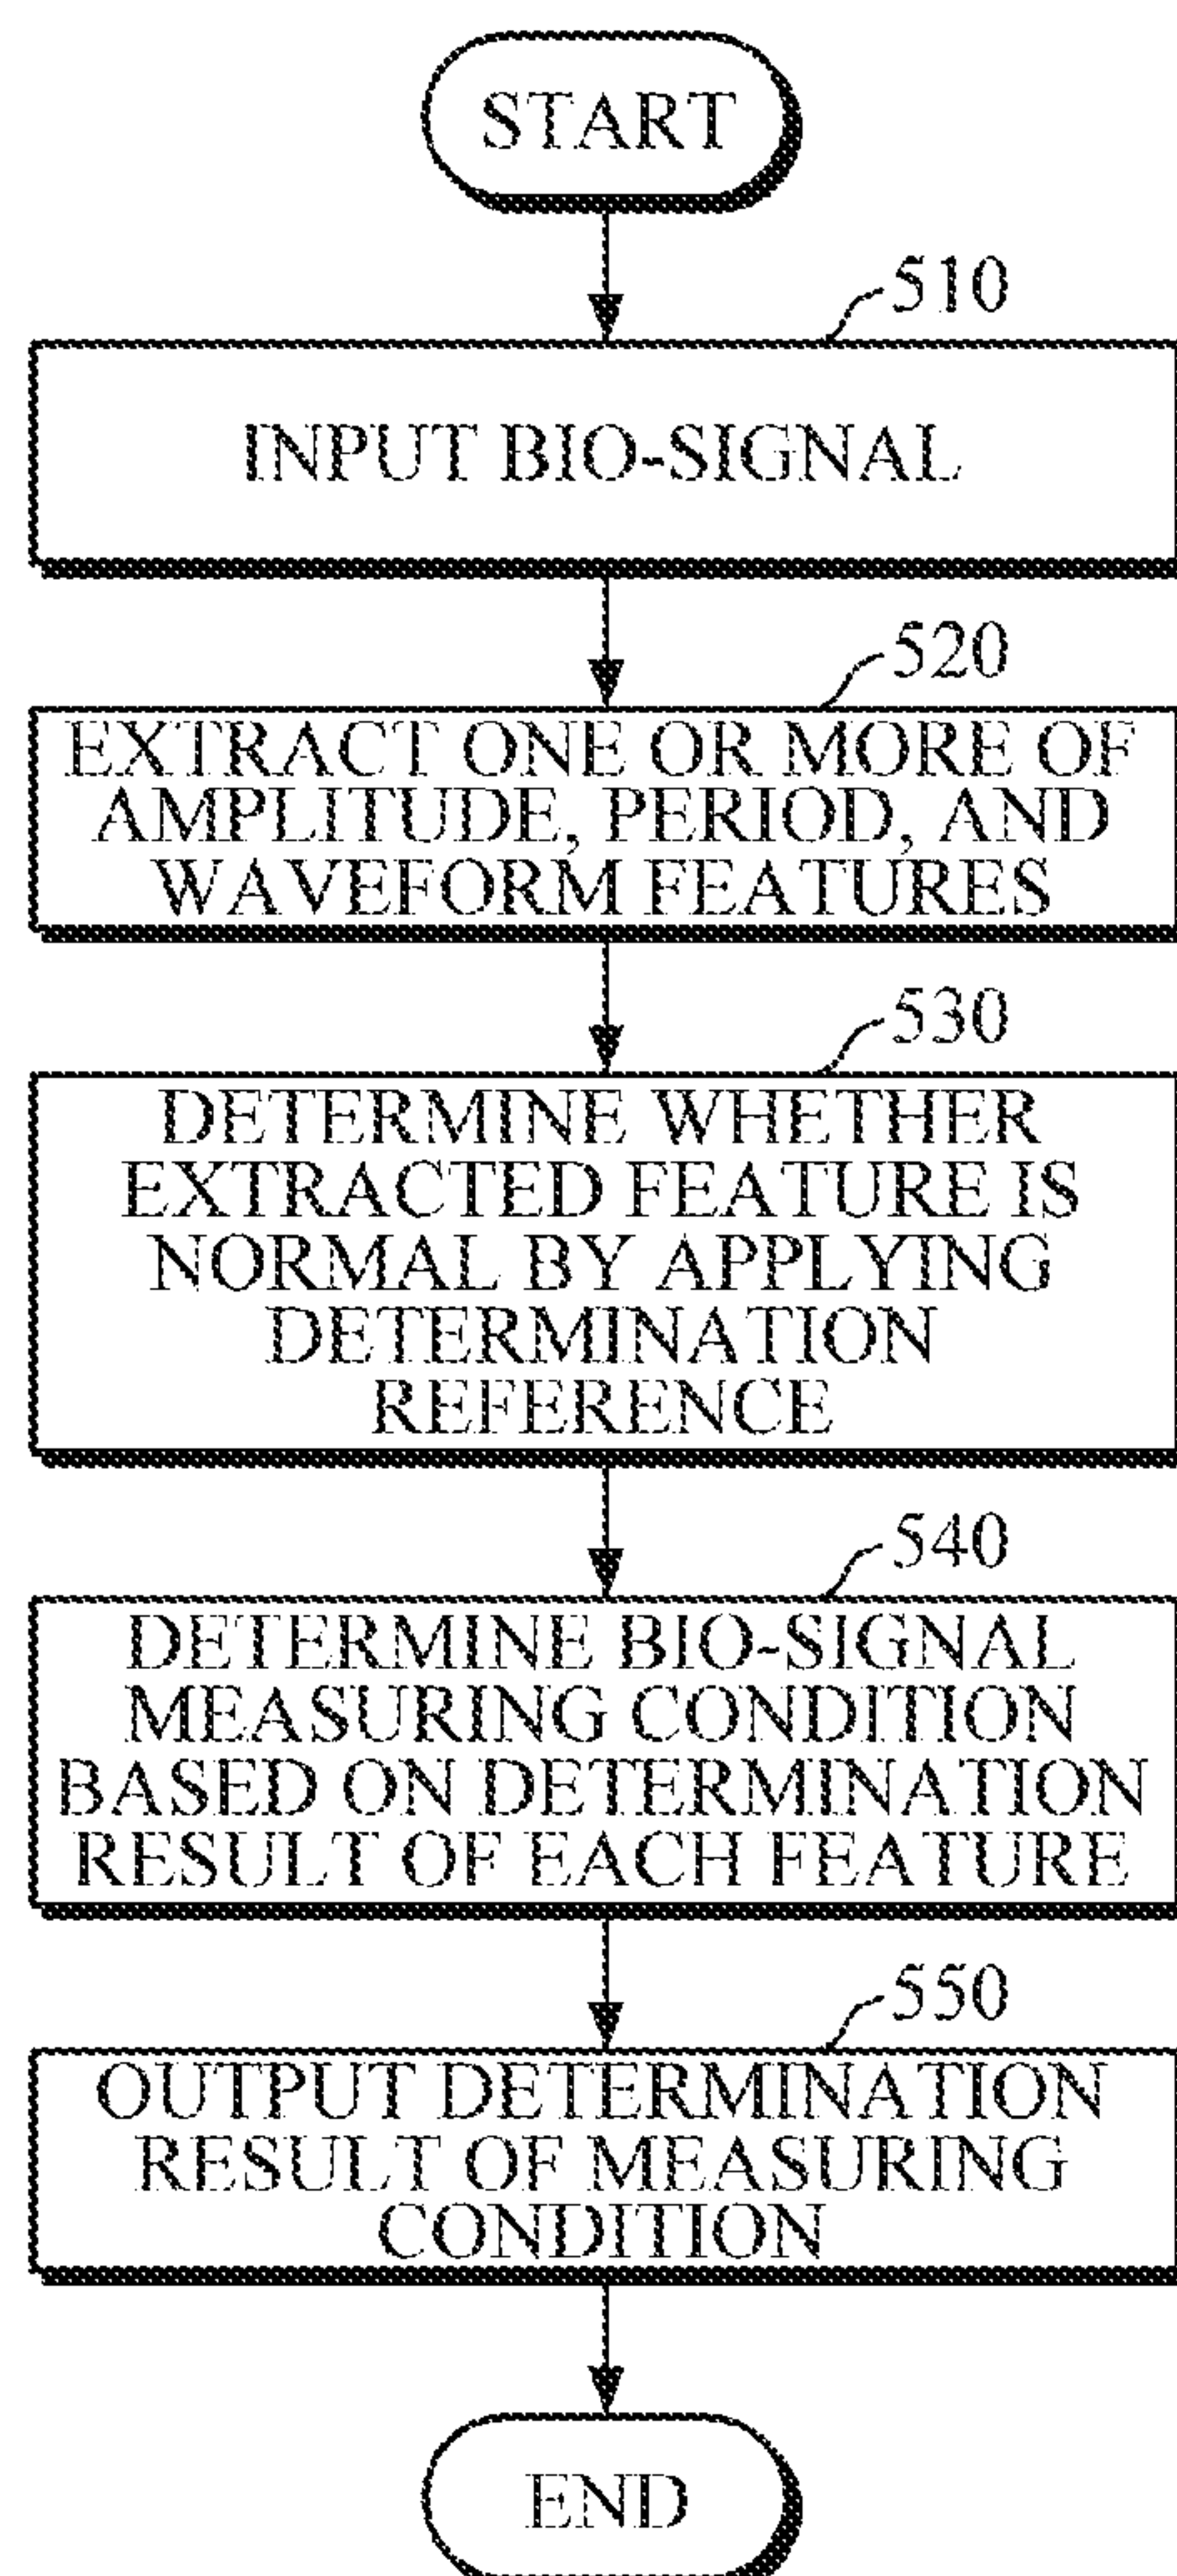 START
510
INPUT BIO-SIGNAL
520
EXTRACT ONE OR MORE OF
AMPLITUDE, PERIOD, AND
WAVEFORM FEATURES
530
DETERMINE WHETHER
EXTRACTED FEATURE IS
NORMAL BY APPLYING
DETERMINATION
REFERENCE
540
DETERMINE BIO-SIGNAL
MEASURING CONDITION
BASED ON DETERMINATION
RESULT OF EACH FEATURE
550
OUTPUT DETERMINATION
RESULT OF MEASURING
CONDITION
END